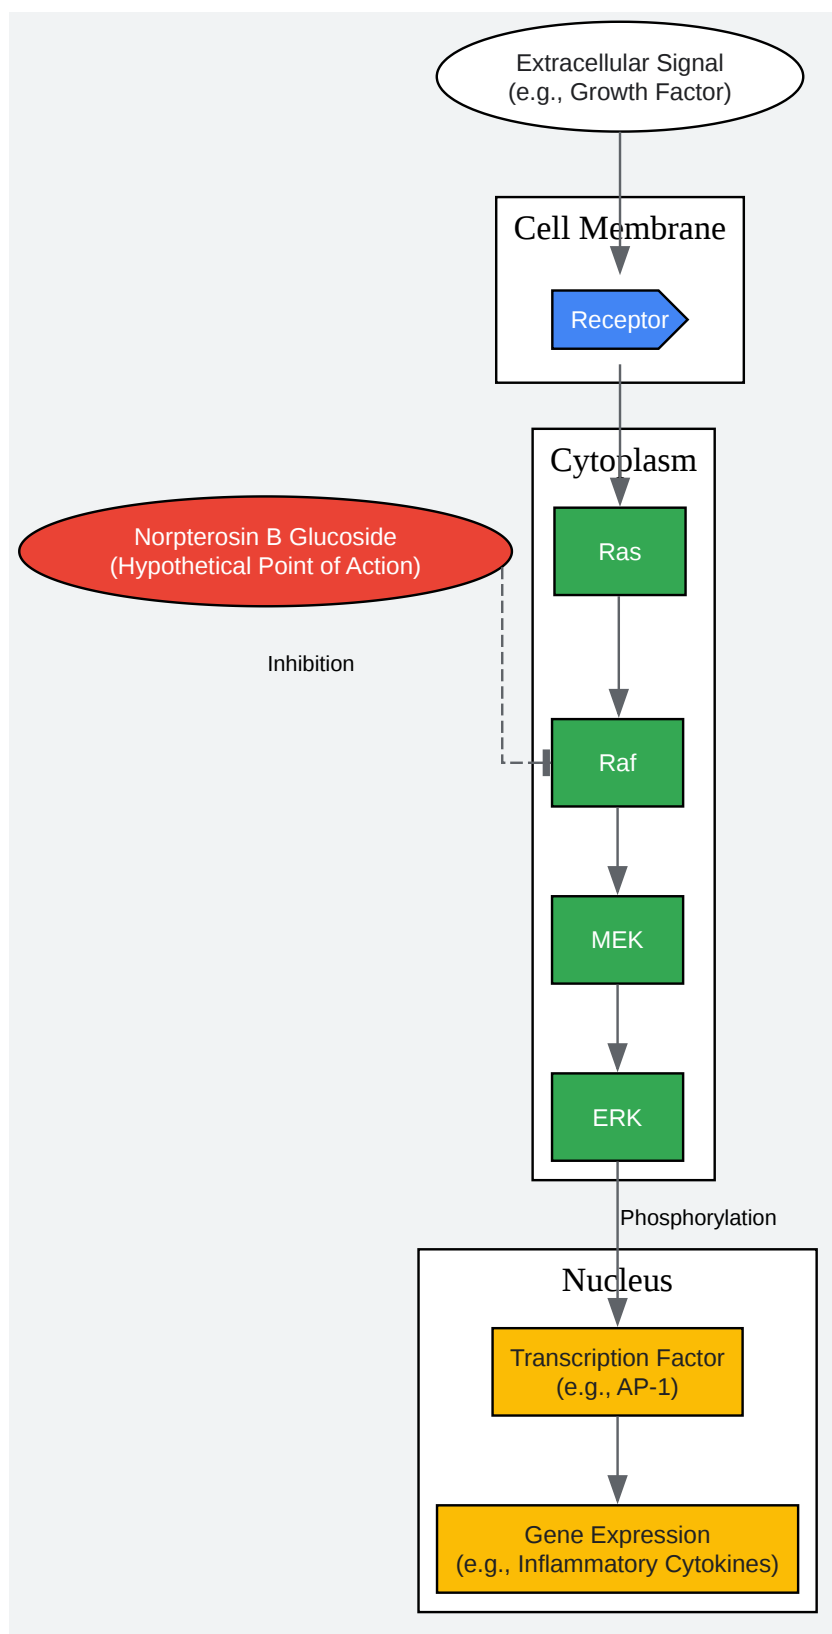 Extracellular Signal
(e.g., Growth Factor)
Cell Membrane
Receptor
Cytoplasm
Norpterosin B Glucoside
(Hypothetical Point of Action)
Ras
Inhibition
Raf
MEK
ERK
Phosphorylation
Nucleus
Transcription Factor
(e.g., AP-1)
Gene Expression
(e.g., Inflammatory Cytokines)